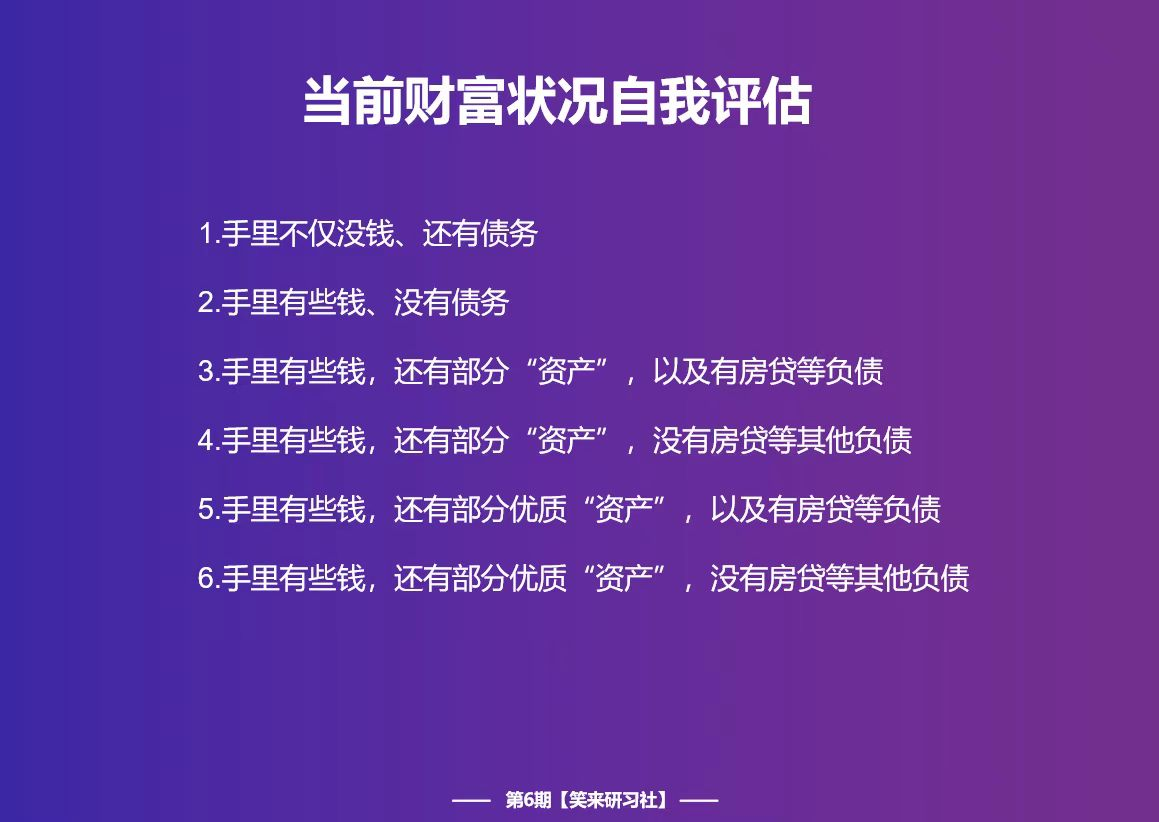 当前财富状况自我评估
1.手里不仅没钱、还有债务
2.手里有些钱、没有债务
3.手里有些钱，还有部分“资产”，以及有房贷等负债
4.手里有些钱，还有部分“资产”，没有房贷等其他负债
5.手里有些钱，还有部分优质“资产”，以及有房贷等负债
6.手里有些钱，还有部分优质“资产”，没有房贷等其他负债
第6期【笑来研习社】